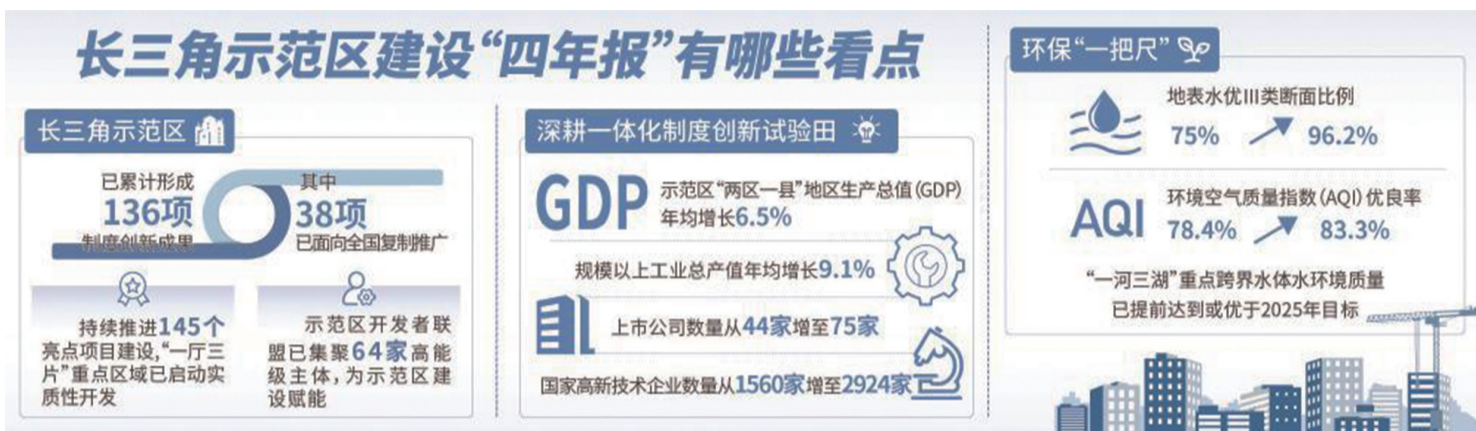 长三角示范区建设“四年报”有哪些看点
长三角示范区
已累计形成
136项
制度创新成果
其中
38项
已面向全国复制推广
持续推进145个
亮点项目建设,“一厅三
片”重点区域已启动实
质性开发
示范区开发者联
盟已集聚64家高能
级主体,为示范区建
设赋能
深耕一体化制度创新试验田
GDP
示范区“两区一县”地区生产总值(GDP)
年均增长6.5%
规模以上工业总产值年均增长9.1%
上市公司数量从44家增至75家
国家高新技术企业数量从1560家增至2924家
环保“一把尺”
地表水优III类断面比例
75% 96.2%
AQI
环境空气质量指数(AQI)优良率
78.4% 83.3%
“一河三湖”重点跨界水体水环境质量
已提前达到或优于2025年目标